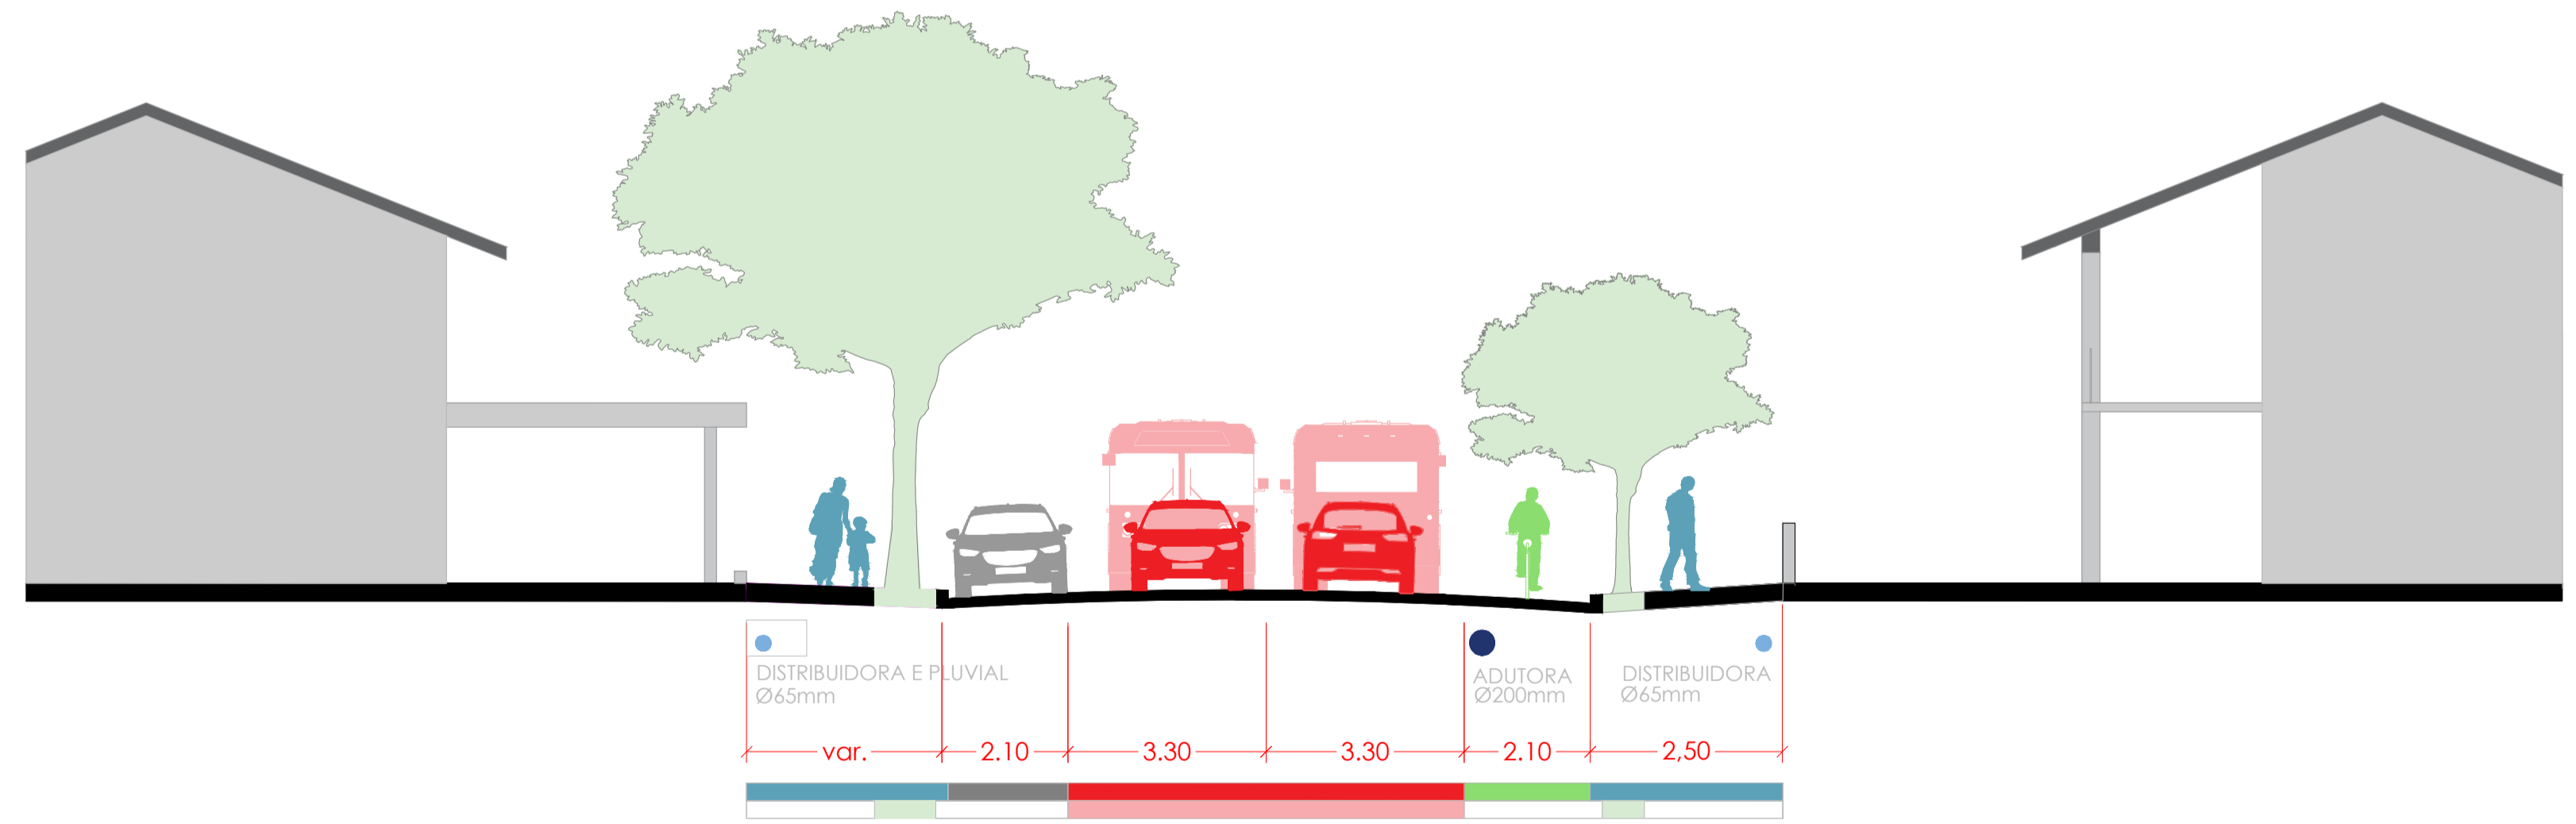 DISTRIBUIDORA E PLUVIAL
Ø65mm
ADUTORA
Ø200mm
DISTRIBUIDORA
Ø65mm
var.
2.10
3.30
3.30
2.10
2,50